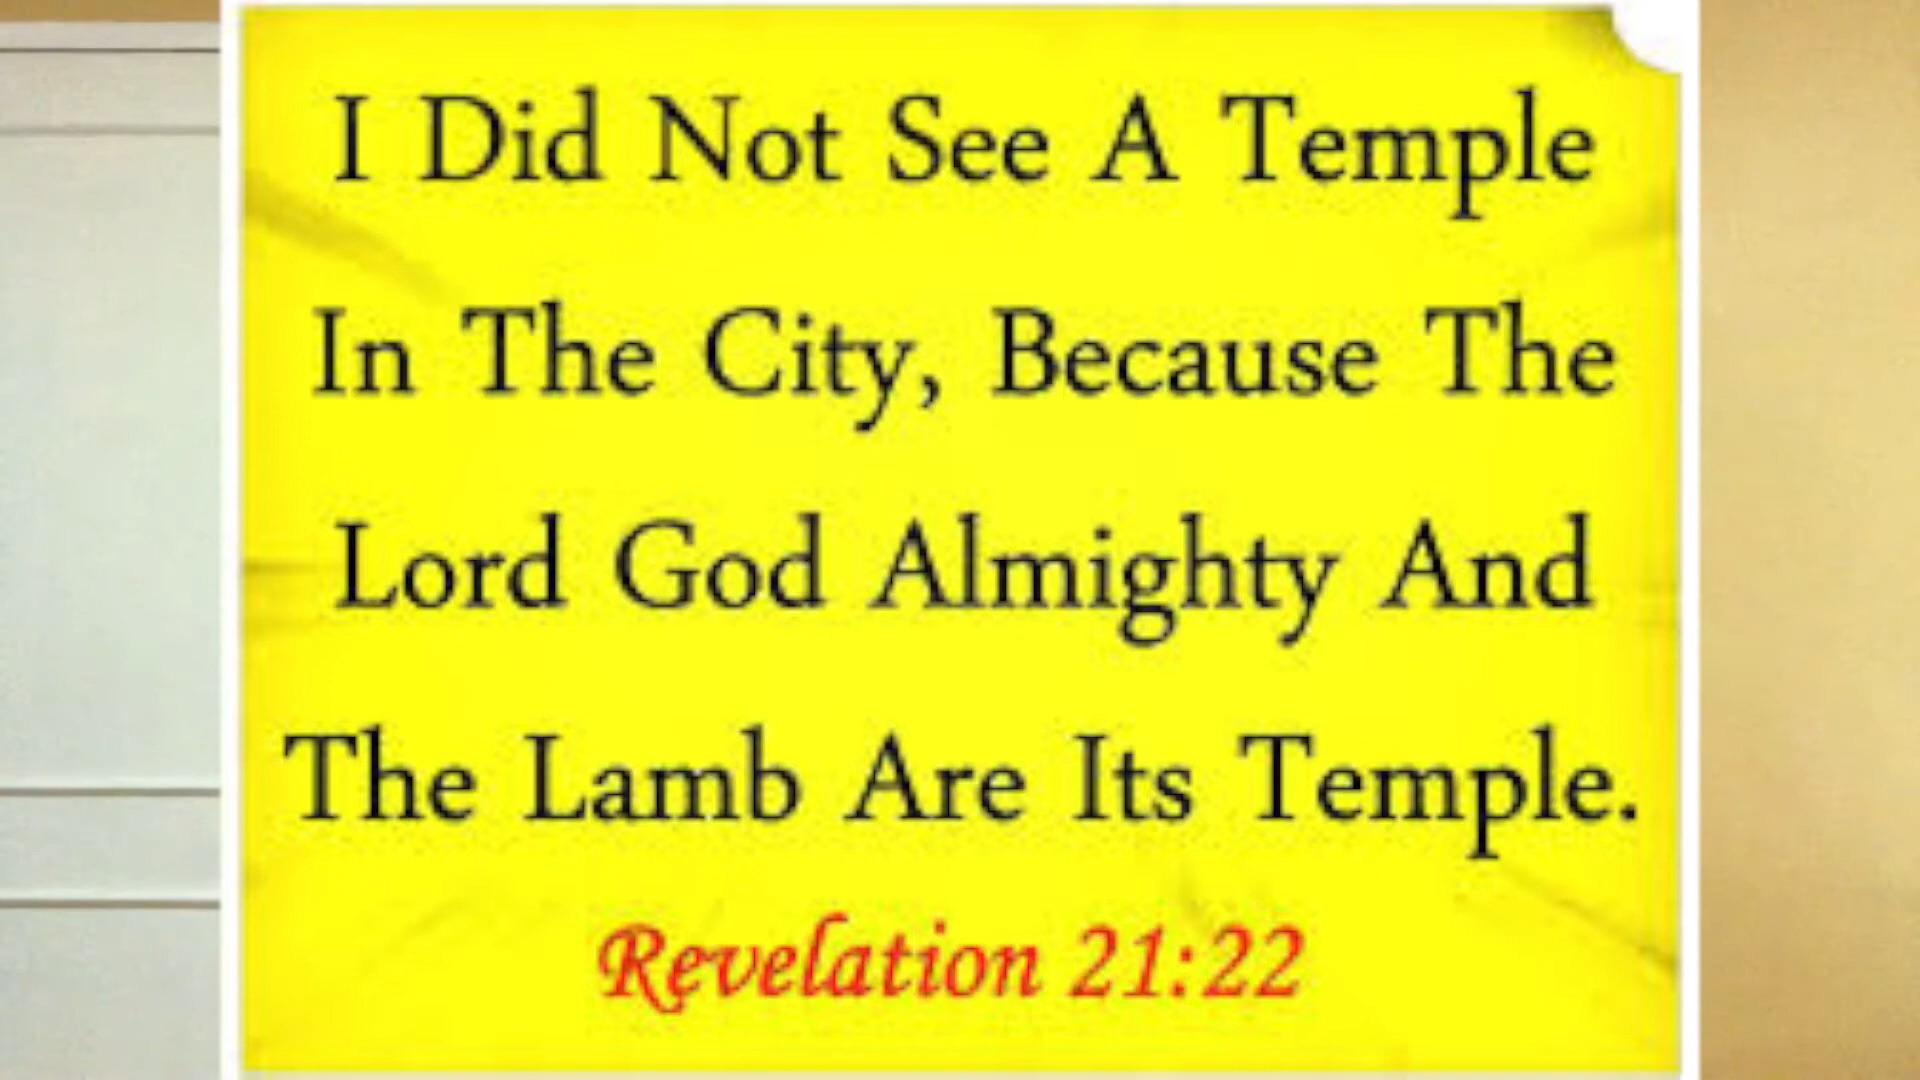 I Did Not See A Temple
In The City, Because The
Lord God Almighty And
The Lamb Are Its Temple.
Revelation 21:22